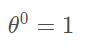 θ⁰ = 1